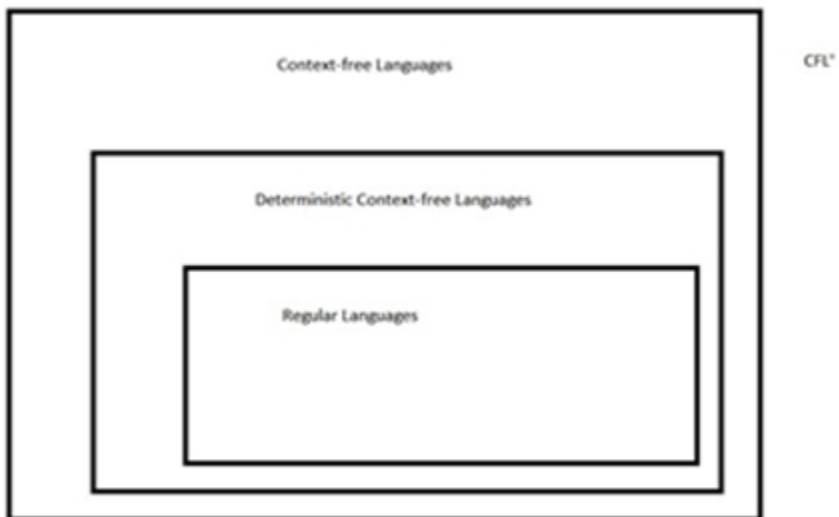 Context-free Languages
CFL*
Deterministic Context-free Languages
Regular Languages